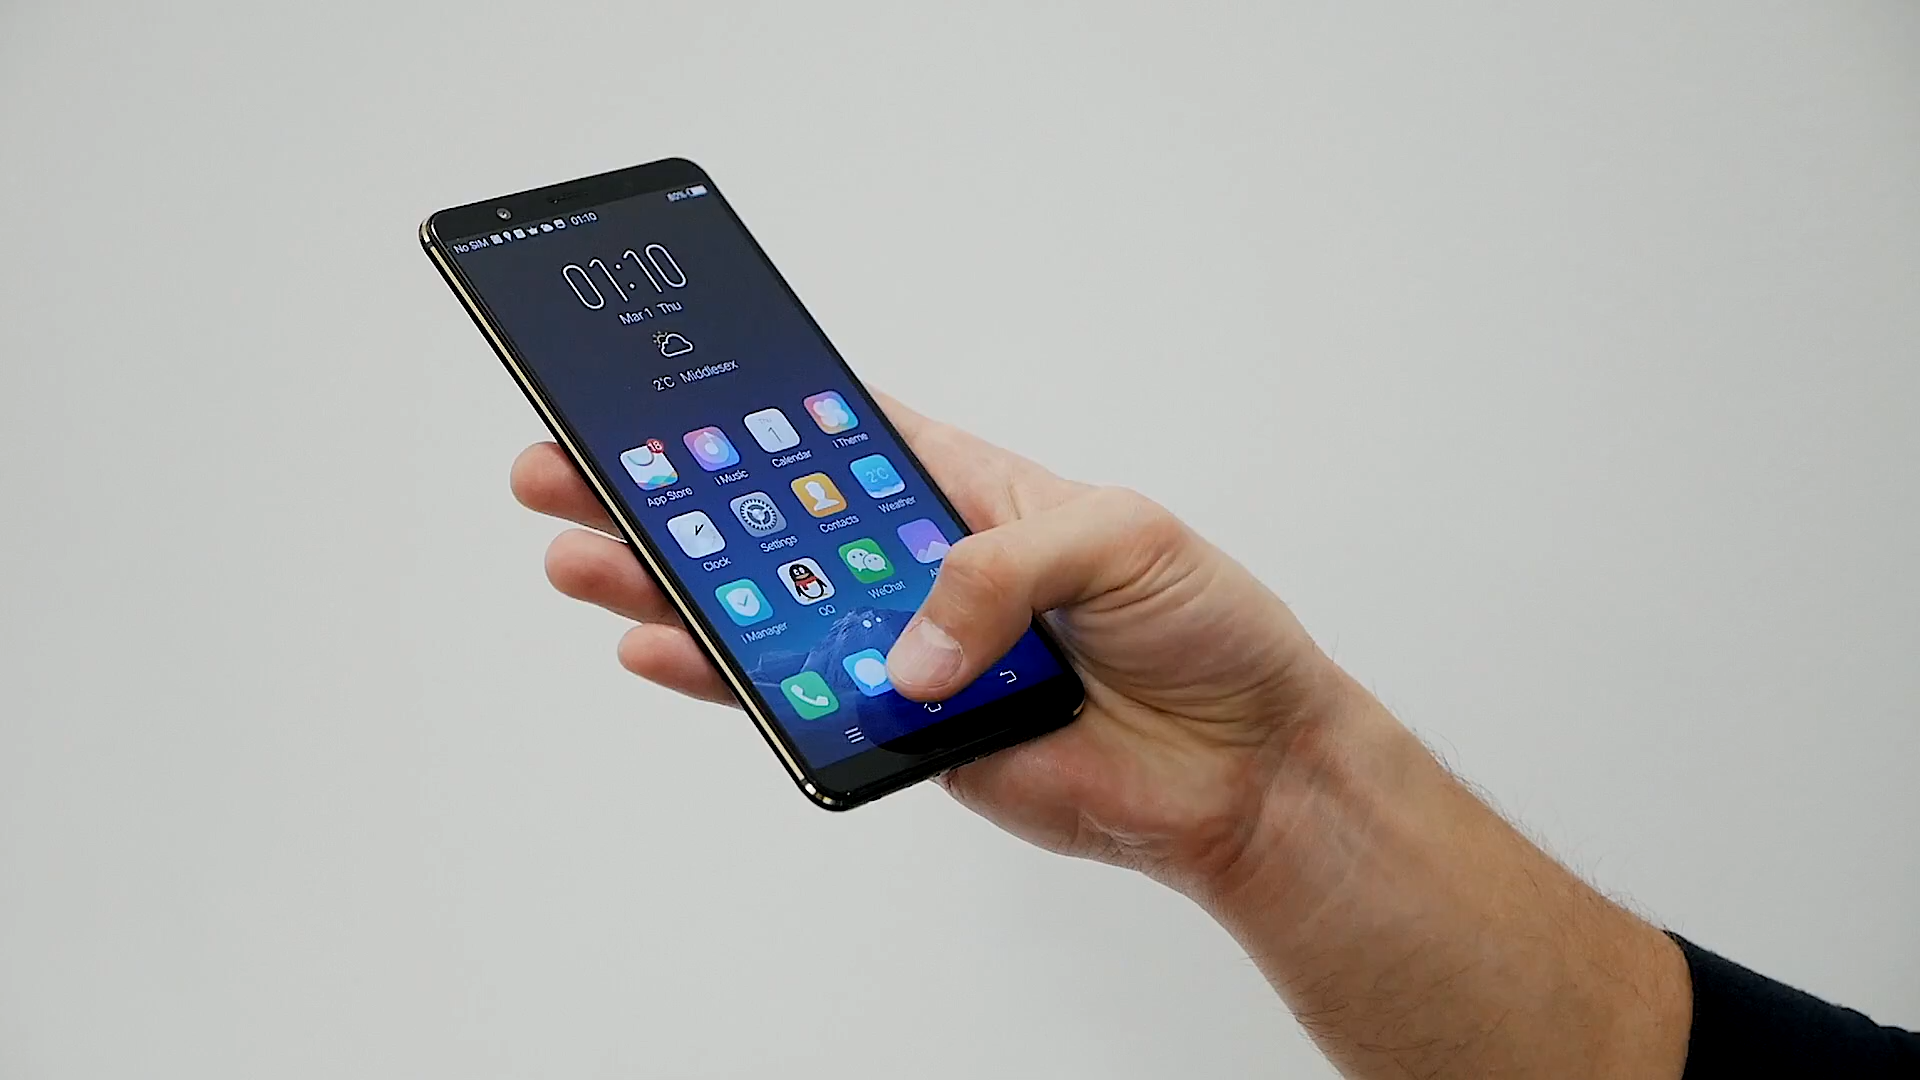 No SIM 01:10 80%
01:10
Mar 1 Thu
2°C Middlesex
18
1 2°C
App Store i Music Calendar i Theme
Clock Settings Contacts Weather
i Manager QQ WeChat